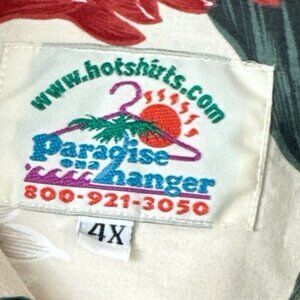 www.hotshirts.com
Paradise
on a
hanger
800-921-3050
4X